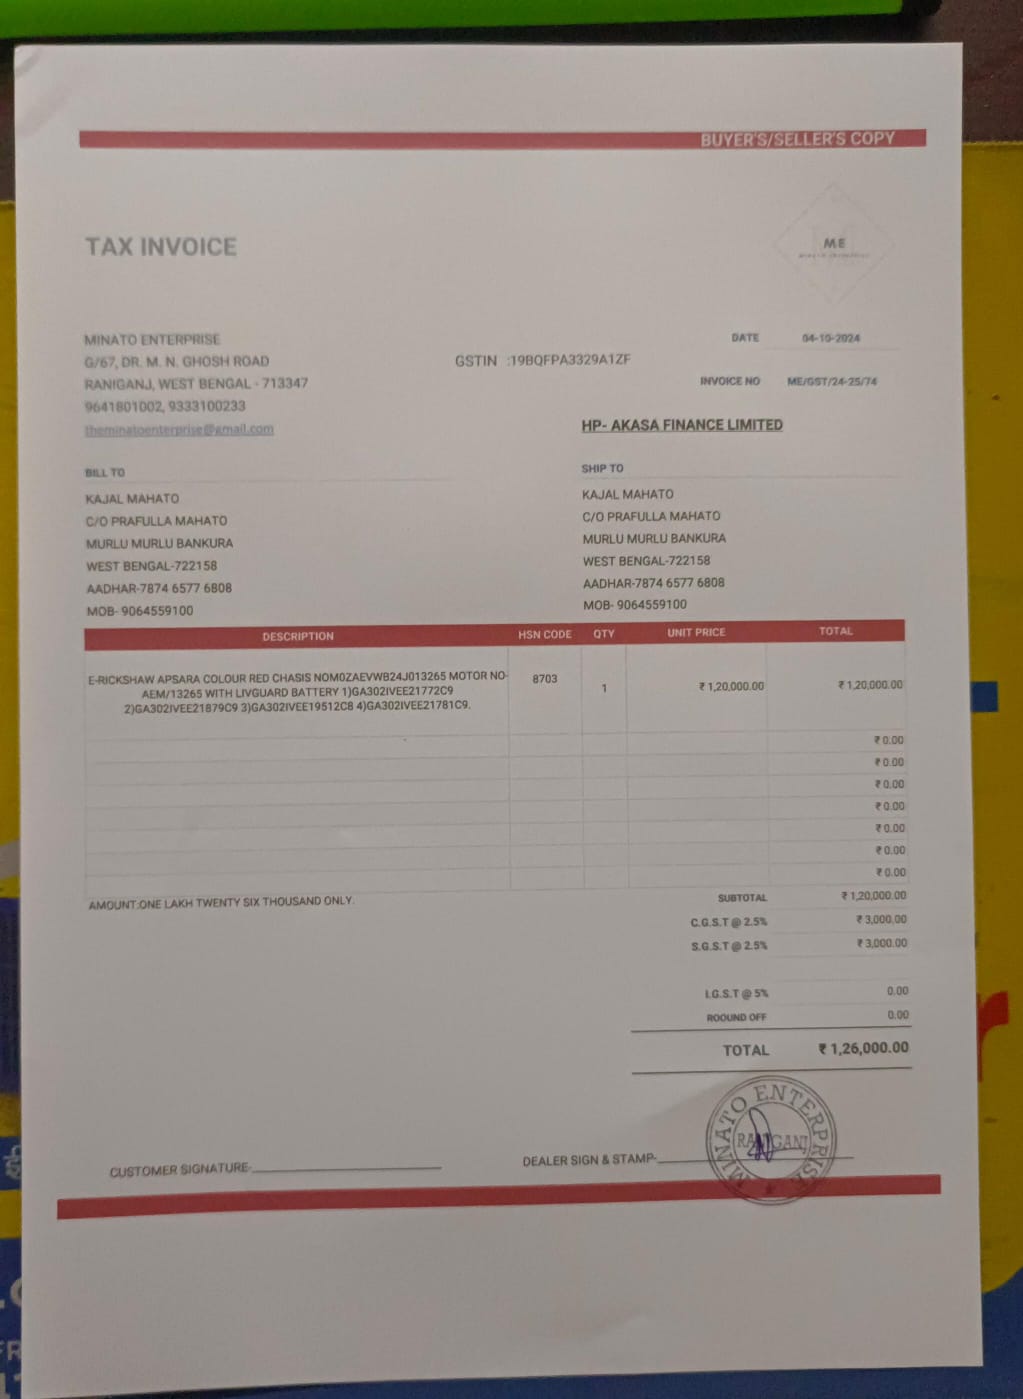 BUYER'S/SELLER'S COPY
TAX INVOICE
ME
MINATO ENTERPRISE
G/67, DR. M. N. GHOSH ROAD
RANIGANJ, WEST BENGAL - 713347
9641801002, 9333100233
theminatoenterprise@gmail.com
GSTIN :19BQFPA3329A1ZF
DATE 04-10-2024
INVOICE NO ME/GST/24-25/74
HP- AKASA FINANCE LIMITED
BILL TO
KAJAL MAHATO
C/O PRAFULLA MAHATO
MURLU MURLU BANKURA
WEST BENGAL-722158
AADHAR-7874 6577 6808
MOB- 9064559100
SHIP TO
KAJAL MAHATO
C/O PRAFULLA MAHATO
MURLU MURLU BANKURA
WEST BENGAL-722158
AADHAR-7874 6577 6808
MOB- 9064559100
DESCRIPTION HSN CODE QTY UNIT PRICE TOTAL
E-RICKSHAW APSARA COLOUR RED CHASIS NOM0ZAEVWB24J013265 MOTOR NO-
AEM/13265 WITH LIVGUARD BATTERY 1)GA302IVEE21772C9
2)GA302IVEE21879C9 3)GA302IVEE19512C8 4)GA302IVEE21781C9.
8703 1 ₹ 1,20,000.00 ₹ 1,20,000.00
₹ 0.00
₹ 0.00
₹ 0.00
₹ 0.00
₹ 0.00
₹ 0.00
₹ 0.00
AMOUNT:ONE LAKH TWENTY SIX THOUSAND ONLY.
SUBTOTAL ₹ 1,20,000.00
C.G.S.T @ 2.5% ₹ 3,000.00
S.G.S.T @ 2.5% ₹ 3,000.00
I.G.S.T @ 5% 0.00
ROOUND OFF 0.00
TOTAL ₹ 1,26,000.00
CUSTOMER SIGNATURE-
DEALER SIGN & STAMP-
MINATO ENTERPRISE
RANIGANJ